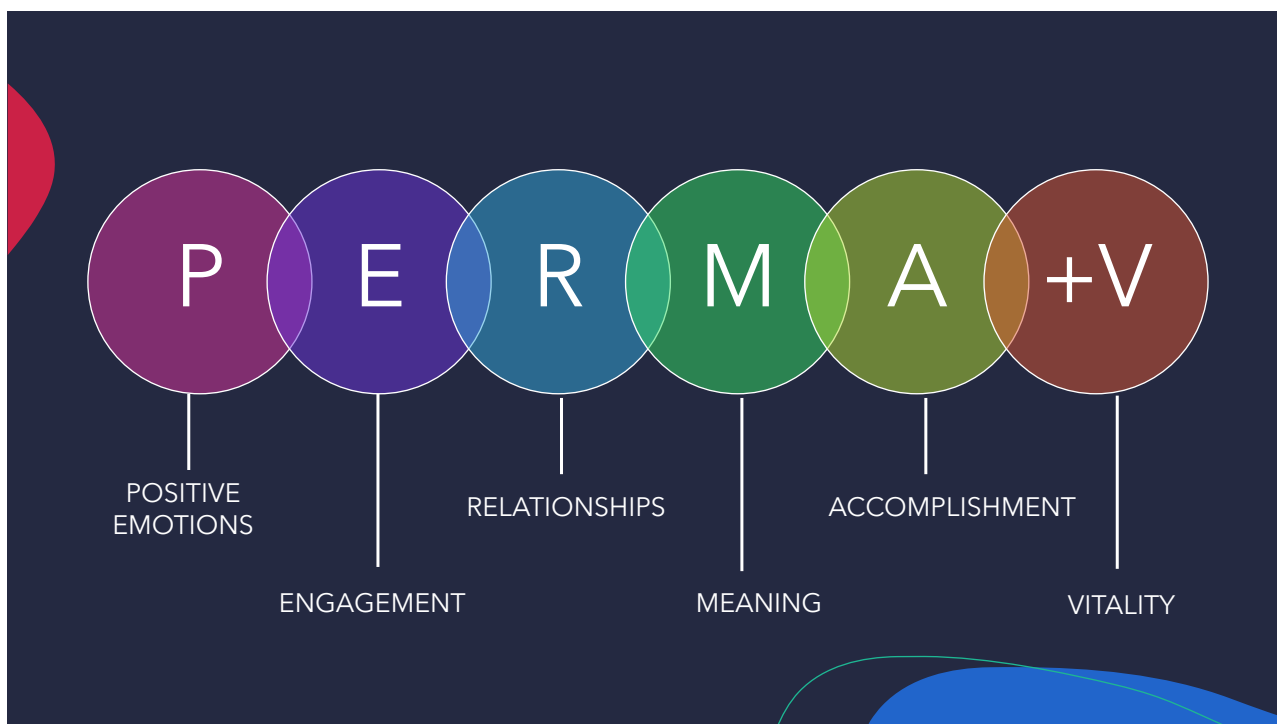 P E R M A +V
POSITIVE
EMOTIONS
RELATIONSHIPS
ACCOMPLISHMENT
ENGAGEMENT
MEANING
VITALITY